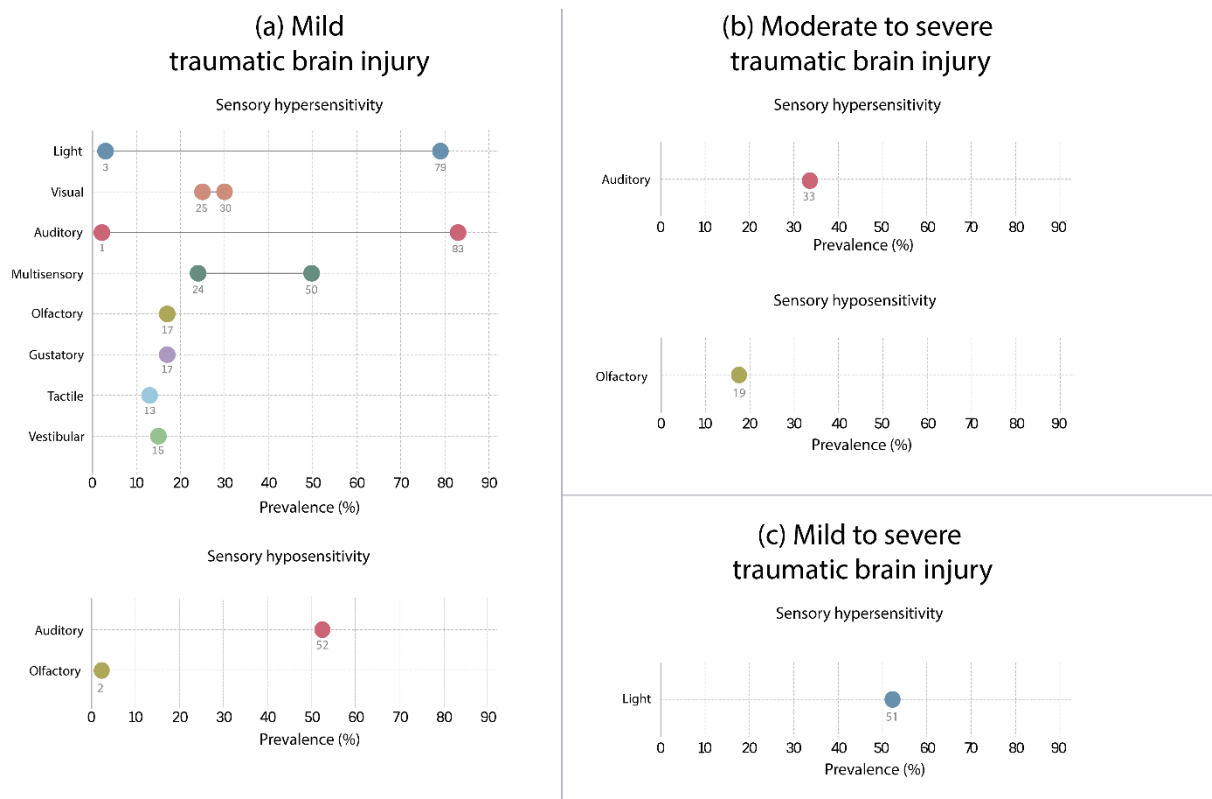 (a) Mild
traumatic brain injury
Sensory hypersensitivity
Light
3
79
Visual
25
30
Auditory
1
83
Multisensory
24
50
Olfactory
17
Gustatory
17
Tactile
13
Vestibular
15
0 10 20 30 40 50 60 70 80 90
Prevalence (%)
Sensory hyposensitivity
Auditory
52
Olfactory
2
0 10 20 30 40 50 60 70 80 90
Prevalence (%)
(b) Moderate to severe
traumatic brain injury
Sensory hypersensitivity
Auditory
33
0 10 20 30 40 50 60 70 80 90
Prevalence (%)
Sensory hyposensitivity
Olfactory
19
0 10 20 30 40 50 60 70 80 90
Prevalence (%)
(c) Mild to severe
traumatic brain injury
Sensory hypersensitivity
Light
51
0 10 20 30 40 50 60 70 80 90
Prevalence (%)